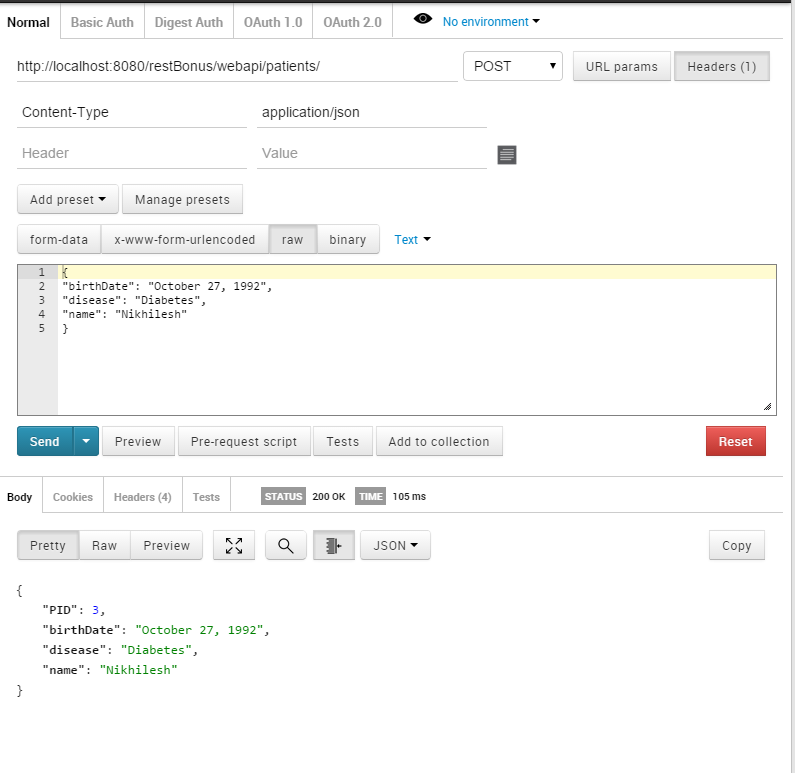 Normal Basic Auth Digest Auth OAuth 1.0 OAuth 2.0 No environment
http://localhost:8080/restBonus/webapi/patients/ POST URL params Headers (1)
Content-Type application/json
Header Value
Add preset Manage presets
form-data x-www-form-urlencoded raw binary Text
1 {
2 "birthDate": "October 27, 1992",
3 "disease": "Diabetes",
4 "name": "Nikhilesh"
5 }
Send Preview Pre-request script Tests Add to collection Reset
Body Cookies Headers (4) Tests STATUS 200 OK TIME 105 ms
Pretty Raw Preview JSON Copy
{
"PID": 3,
"birthDate": "October 27, 1992",
"disease": "Diabetes",
"name": "Nikhilesh"
}